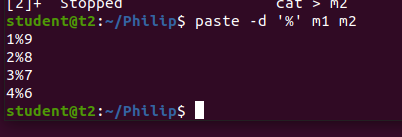 [2]+  Stopped                 cat > m2
student@t2:~/Philip$ paste -d '%' m1 m2
1%9
2%8
3%7
4%6
student@t2:~/Philip$